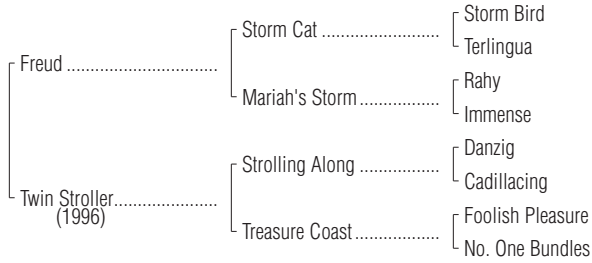 Storm Bird
Storm Cat ......................
Terlingua
Freud ............................
Rahy
Mariah's Storm ...............
Immense
Danzig
Strolling Along ...............
Cadillacing
Twin Stroller...................
(1996)
Foolish Pleasure
Treasure Coast ................
No. One Bundles